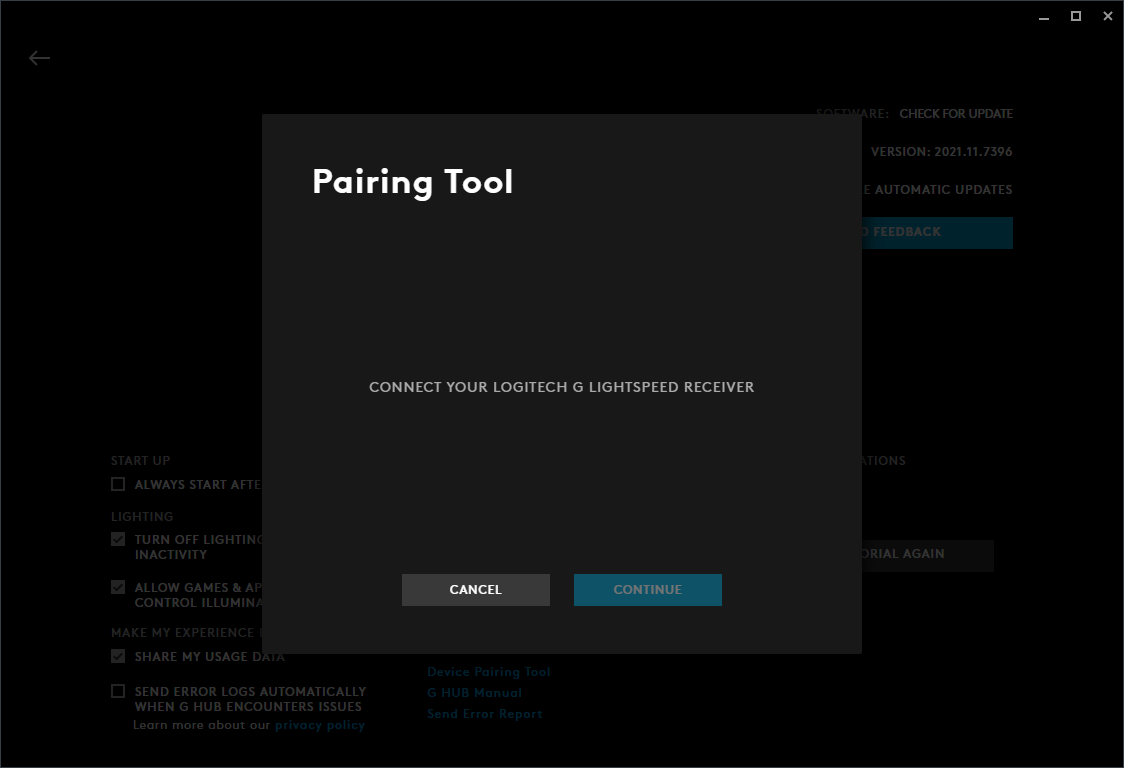 SOFTWARE: CHECK FOR UPDATE
VERSION: 2021.11.7396
AUTOMATIC UPDATES
FEEDBACK
Pairing Tool
CONNECT YOUR LOGITECH G LIGHTSPEED RECEIVER
CANCEL
CONTINUE
START UP
ALWAYS START AFTE
LIGHTING
TURN OFF LIGHTING
INACTIVITY
ALLOW GAMES & AP
CONTROL ILLUMINA
MAKE MY EXPERIENCE
SHARE MY USAGE DATA
SEND ERROR LOGS AUTOMATICALLY
WHEN G HUB ENCOUNTERS ISSUES
Learn more about our privacy policy
Device Pairing Tool
G HUB Manual
Send Error Report
ATIONS
ORIAL AGAIN